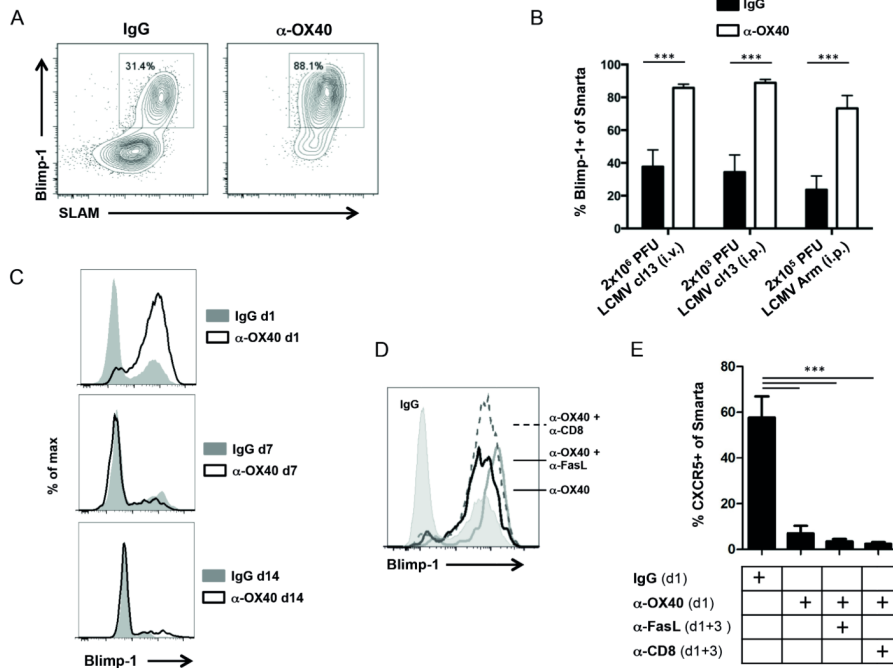 A
IgG
α-OX40
31.4%
88.1%
Blimp-1
SLAM
B
IgG
α-OX40
***
***
***
100
80
60
40
20
0
% Blimp-1+ of Smarta
2x10⁶ PFU
LCMV cl13 (i.v.)
2x10³ PFU
LCMV cl13 (i.p.)
2x10⁵ PFU
LCMV Arm (i.p.)
C
IgG d1
α-OX40 d1
IgG d7
α-OX40 d7
IgG d14
α-OX40 d14
% of max
Blimp-1
D
IgG
α-OX40 +
α-CD8
α-OX40 +
α-FasL
α-OX40
Blimp-1
E
***
80
60
40
20
0
% CXCR5+ of Smarta
IgG (d1) +
α-OX40 (d1) + + +
α-FasL (d1+3 ) +
α-CD8 (d1+3) +